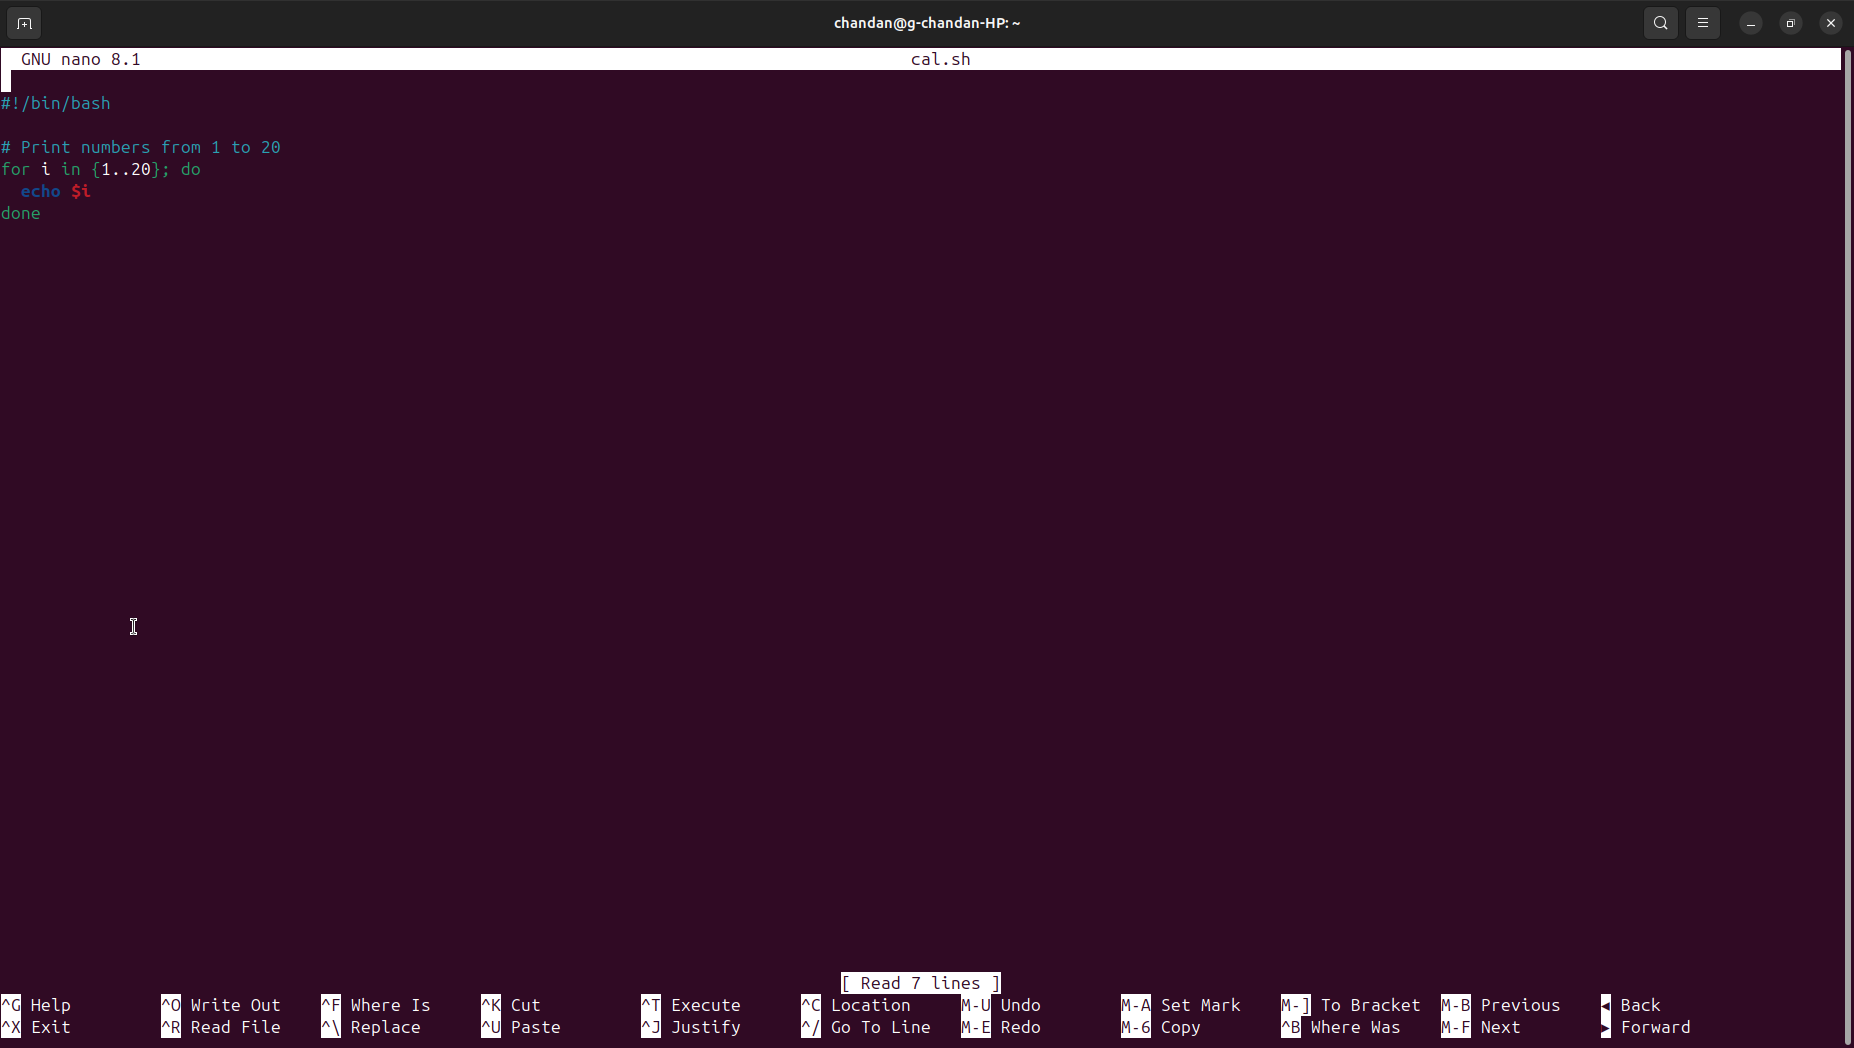 chandan@g-chandan-HP: ~
GNU nano 8.1 cal.sh
#!/bin/bash
# Print numbers from 1 to 20
for i in {1..20}; do
  echo $i
done
[ Read 7 lines ]
^G Help ^O Write Out ^F Where Is ^K Cut ^T Execute ^C Location M-U Undo M-A Set Mark M-] To Bracket M-B Previous ◂ Back
^X Exit ^R Read File ^\ Replace ^U Paste ^J Justify ^/ Go To Line M-E Redo M-6 Copy ^B Where Was M-F Next ▸ Forward